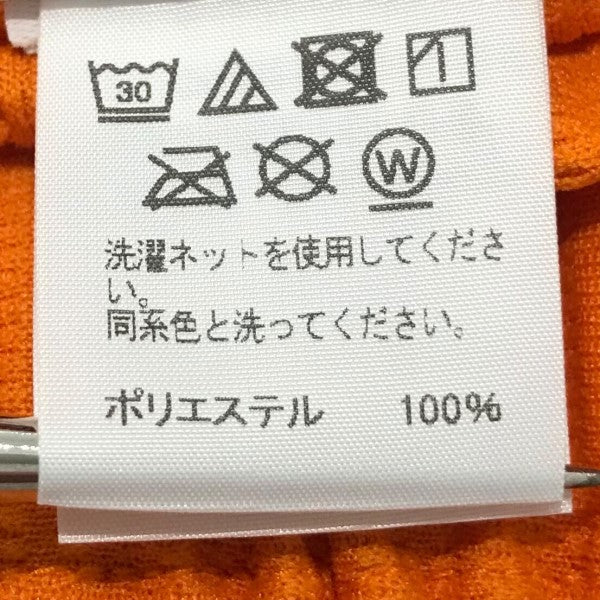 30
W
洗濯ネットを使用してくださ
い。
同系色と洗ってください。
ポリエステル 100%